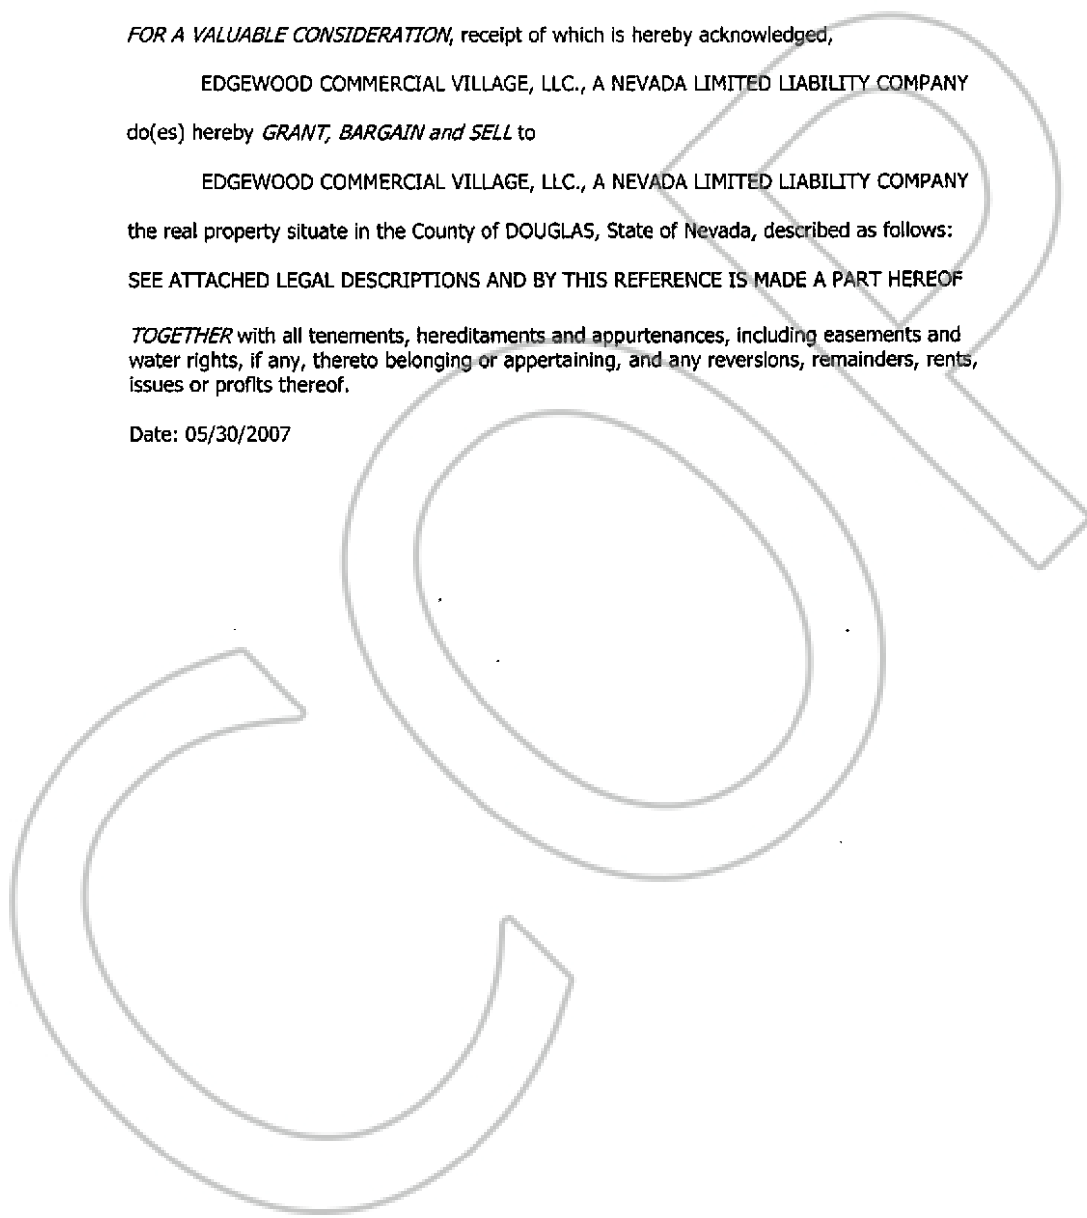 FOR A VALUABLE CONSIDERATION, receipt of which is hereby acknowledged,
EDGEWOOD COMMERCIAL VILLAGE, LLC., A NEVADA LIMITED LIABILITY COMPANY
do(es) hereby GRANT, BARGAIN and SELL to
EDGEWOOD COMMERCIAL VILLAGE, LLC., A NEVADA LIMITED LIABILITY COMPANY
the real property situate in the County of DOUGLAS, State of Nevada, described as follows:
SEE ATTACHED LEGAL DESCRIPTIONS AND BY THIS REFERENCE IS MADE A PART HEREOF
TOGETHER with all tenements, hereditaments and appurtenances, including easements and
water rights, if any, thereto belonging or appertaining, and any reversions, remainders, rents,
issues or profits thereof.
Date: 05/30/2007
COP